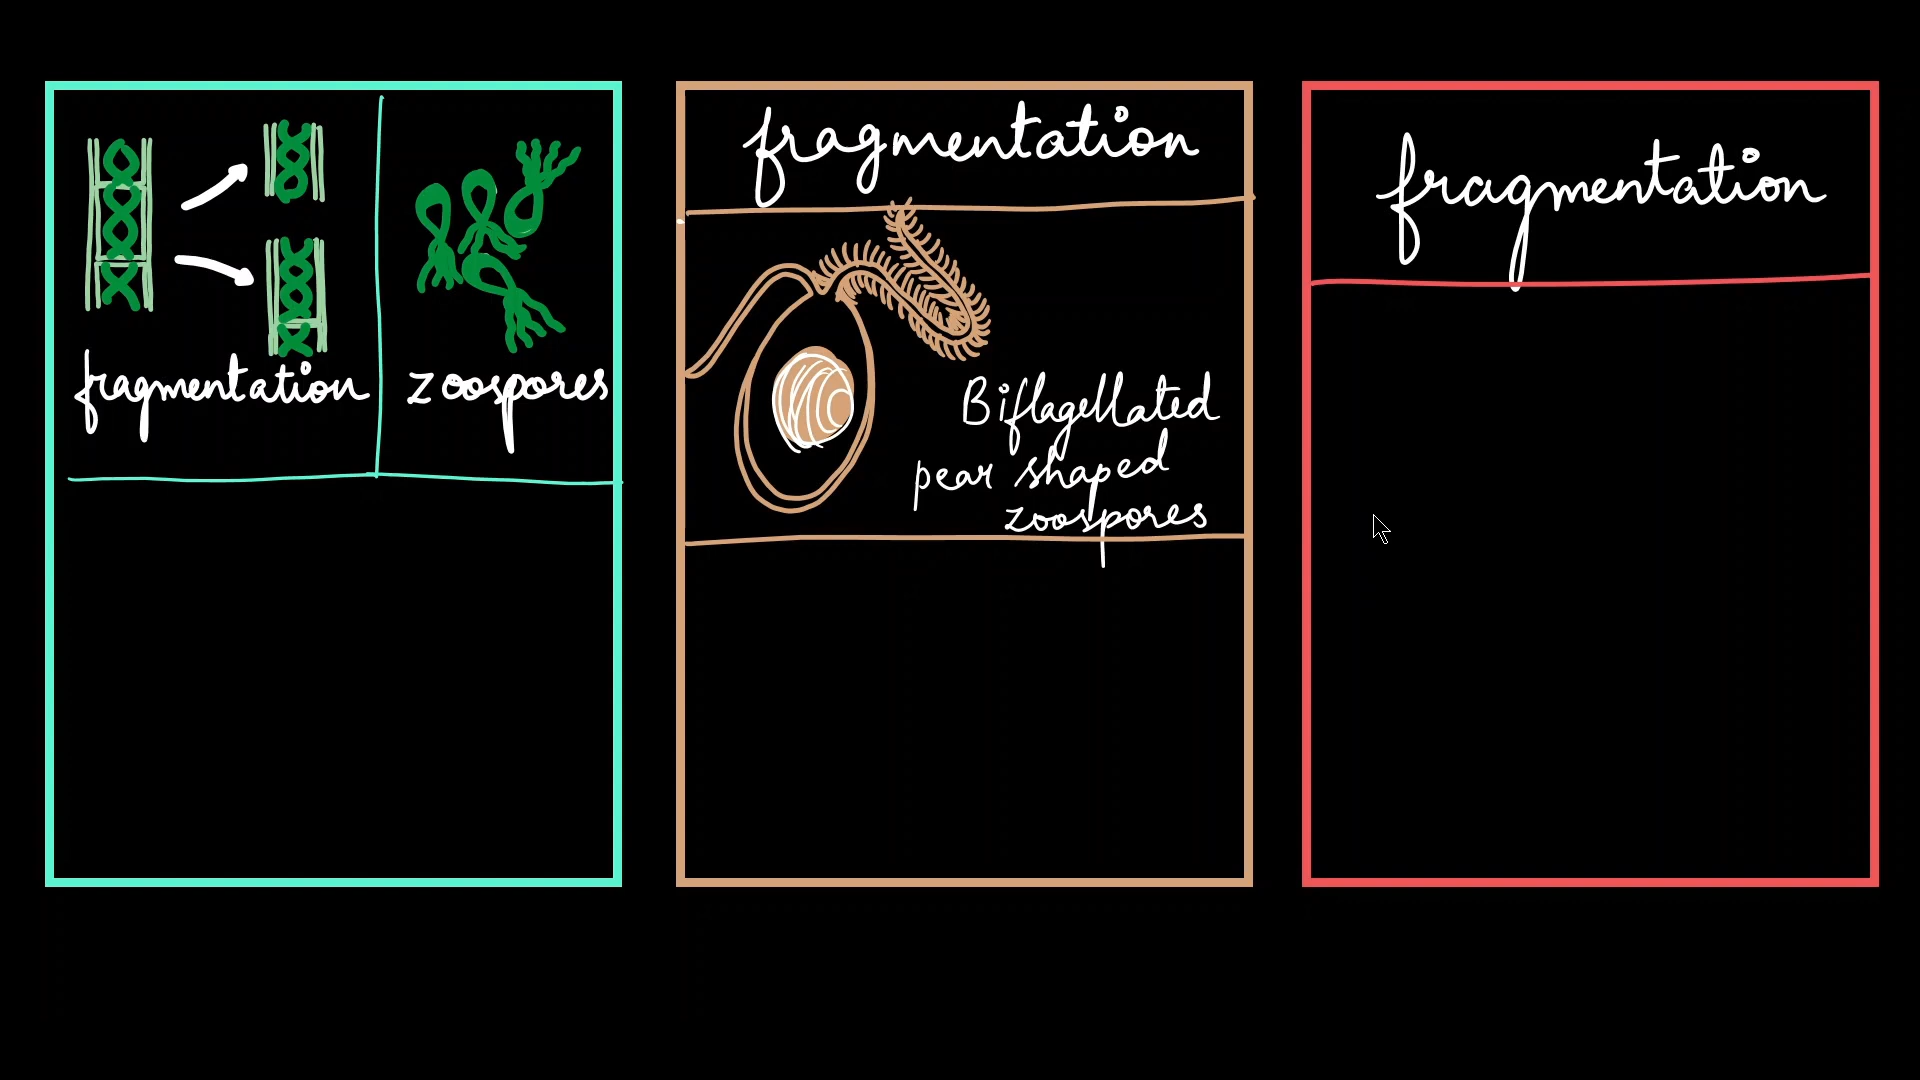 fragmentation
zoospores
fragmentation
Biflagellated
pear shaped
zoospores
fragmentation